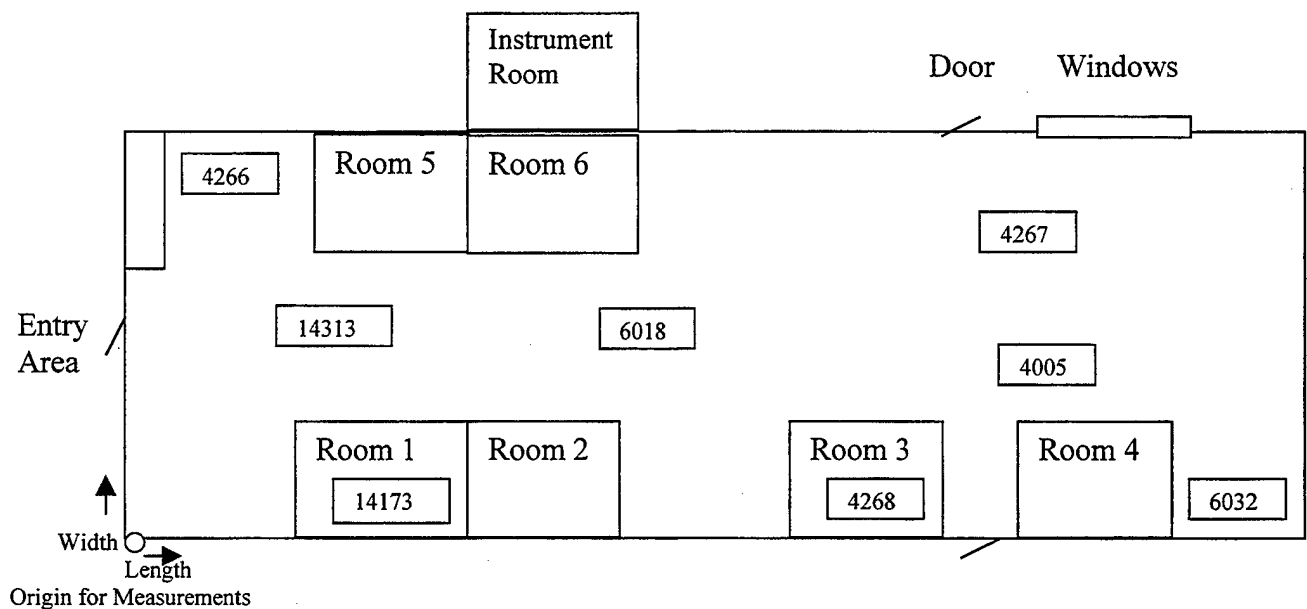 Instrument
Room
Door
Windows
Room 5
Room 6
4266
4267
Entry
Area
14313
6018
4005
Room 1
Room 2
Room 3
Room 4
14173
4268
6032
Width
Length
Origin for Measurements